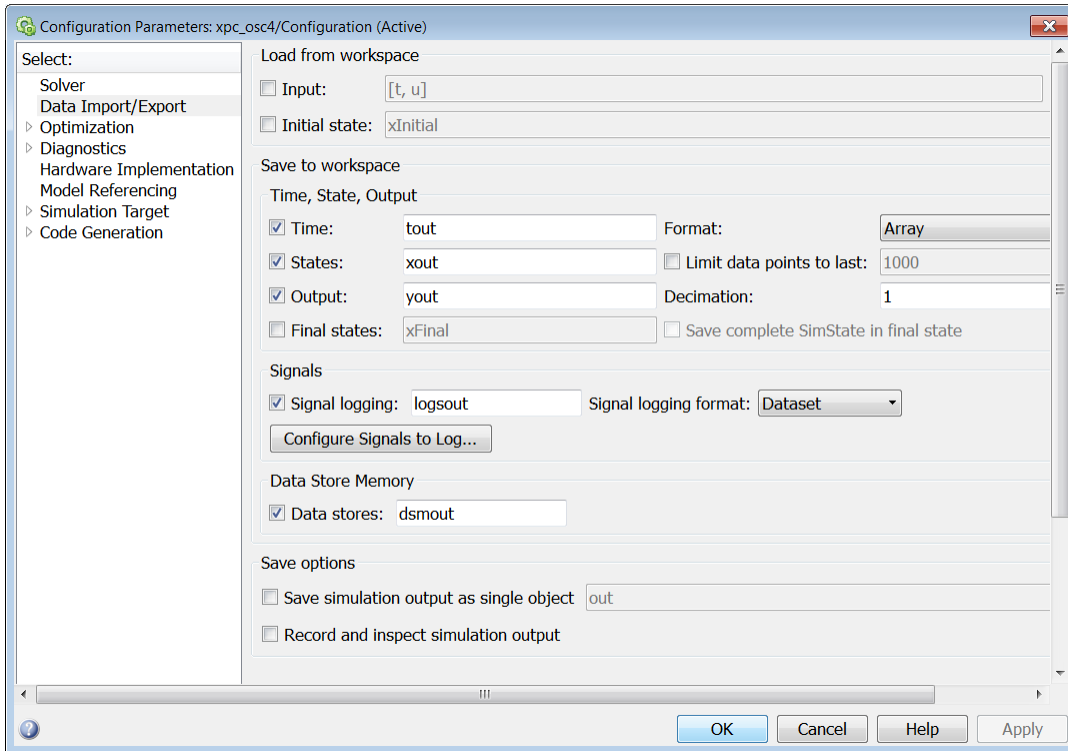 Configuration Parameters: xpc_osc4/Configuration (Active)
Select:
Solver
Data Import/Export
Optimization
Diagnostics
Hardware Implementation
Model Referencing
Simulation Target
Code Generation
Load from workspace
Input: [t, u]
Initial state: xInitial
Save to workspace
Time, State, Output
Time: tout Format: Array
States: xout Limit data points to last: 1000
Output: yout Decimation: 1
Final states: xFinal Save complete SimState in final state
Signals
Signal logging: logsout Signal logging format: Dataset
Configure Signals to Log...
Data Store Memory
Data stores: dsmout
Save options
Save simulation output as single object out
Record and inspect simulation output
OK Cancel Help Apply